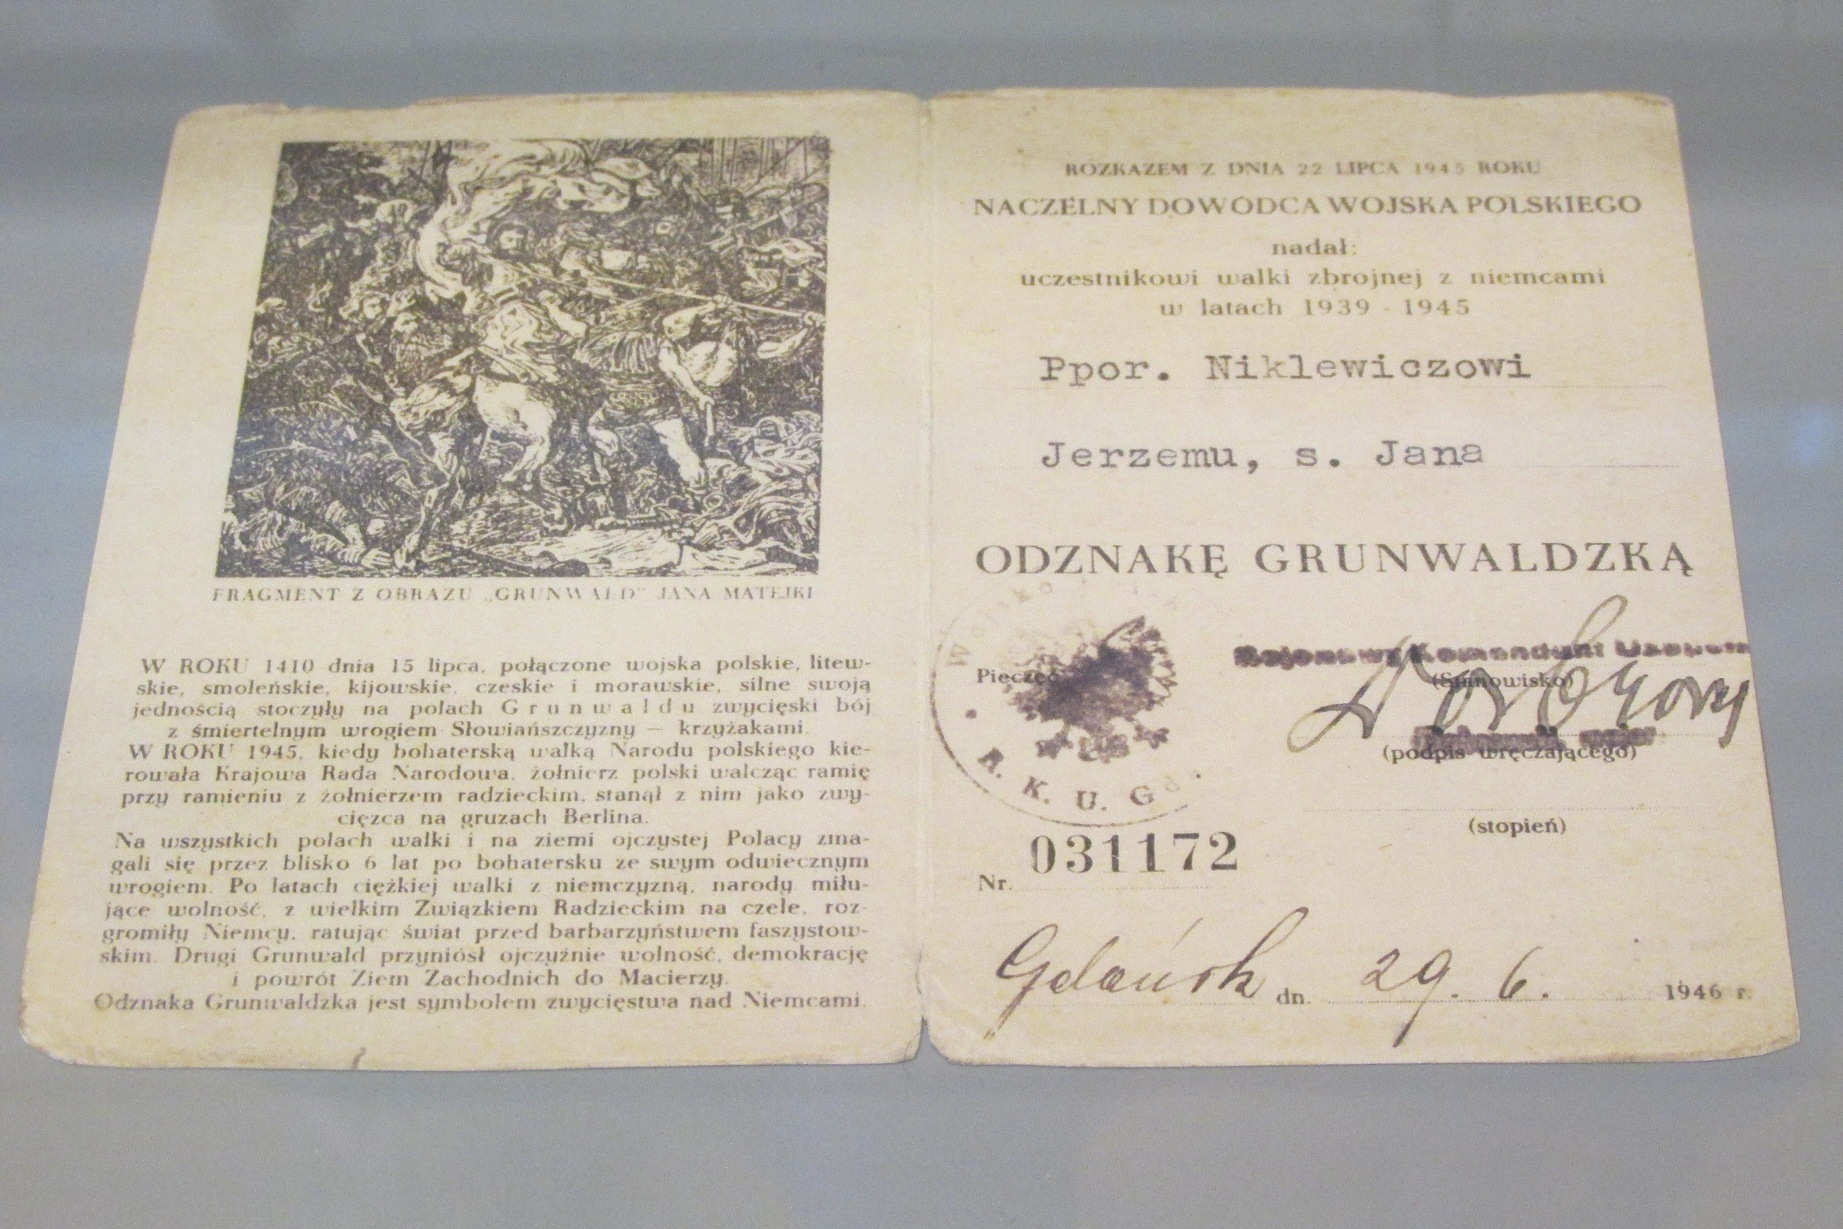 FRAGMENT Z OBRAZU „GRUNWALD" JANA MATEJKI
W ROKU 1410 dnia 15 lipca, połączone wojska polskie, litew-
skie, smoleńskie, kijowskie, czeskie i morawskie, silne swoją
jednością stoczyły na polach Grunwaldu zwycięski bój
z śmiertelnym wrogiem Słowiańszczyzny — krzyżakami.
W ROKU 1945, kiedy bohaterską walką Narodu polskiego kie-
rowała Krajowa Rada Narodowa, żołnierz polski walcząc ramię
przy ramieniu z żołnierzem radzieckim, stanął z nim jako zwy-
cięzca na gruzach Berlina.
Na wszystkich polach walki i na ziemi ojczystej Polacy zma-
gali się przez blisko 6 lat po bohatersku ze swym odwiecznym
wrogiem. Po latach ciężkiej walki z niemczyzną, narody miłu-
jące wolność, z wielkim Związkiem Radzieckim na czele, roz-
gromiły Niemcy, ratując świat przed barbarzyństwem faszystow-
skim. Drugi Grunwald przyniósł ojczyźnie wolność, demokrację
i powrót Ziem Zachodnich do Macierzy.
Odznaka Grunwaldzka jest symbolem zwycięstwa nad Niemcami.
ROZKAZEM Z DNIA 22 LIPCA 1945 ROKU
NACZELNY DOWÓDCA WOJSKA POLSKIEGO
nadał:
uczestnikowi walki zbrojnej z niemcami
w latach 1939 - 1945
Ppor. Niklewiczowi
Jerzemu, s. Jana
ODZNAKĘ GRUNWALDZKĄ
Wojsko
Rejonowy Komendant
Pieczęć
(Stanowisko)
(podpis wręczającego)
R. K. U. G
(stopień)
Nr. 031172
Gdańsk dn. 29. 6. 1946 r.